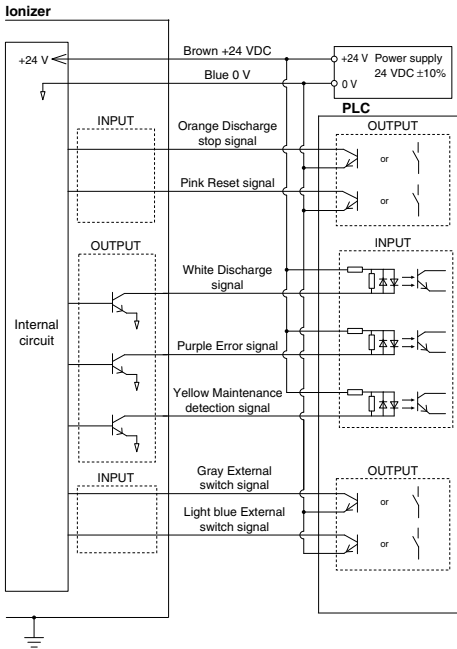 Ionizer
+24 V
Brown +24 VDC
Blue 0 V
+24 V Power supply
24 VDC ±10%
0 V
PLC
INPUT
Orange Discharge
stop signal
OUTPUT
or
Pink Reset signal
or
OUTPUT
INPUT
White Discharge
signal
Internal
circuit
Purple Error signal
Yellow Maintenance
detection signal
INPUT
Gray External
switch signal
OUTPUT
or
Light blue External
switch signal
or